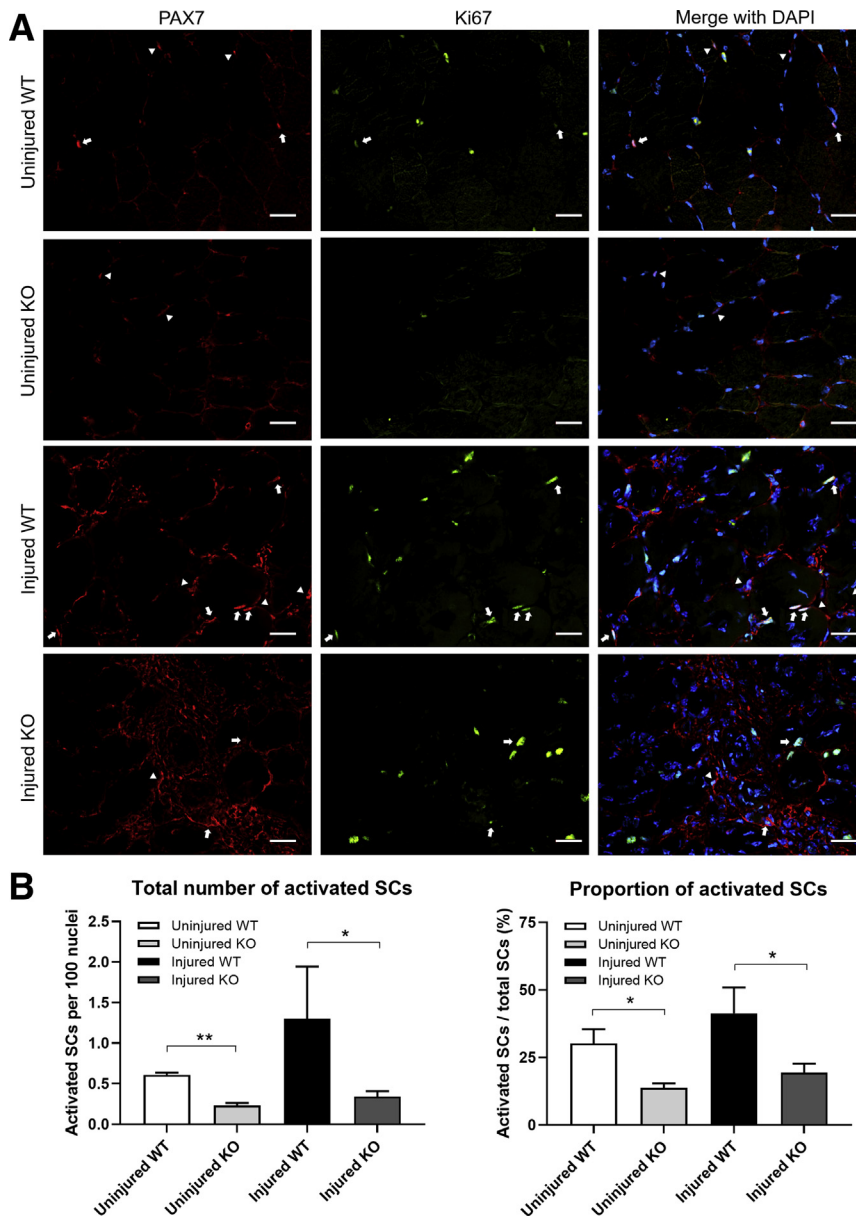 A
PAX7
Ki67
Merge with DAPI
Uninjured WT
Uninjured KO
Injured WT
Injured KO
B
Total number of activated SCs
Activated SCs per 100 nuclei
2.5
2.0
1.5
1.0
0.5
0.0
Uninjured WT
Uninjured KO
Injured WT
Injured KO
**
*
Uninjured WT
Uninjured KO
Injured WT
Injured KO
Proportion of activated SCs
Activated SCs / total SCs (%)
75
50
25
0
Uninjured WT
Uninjured KO
Injured WT
Injured KO
*
*
Uninjured WT
Uninjured KO
Injured WT
Injured KO